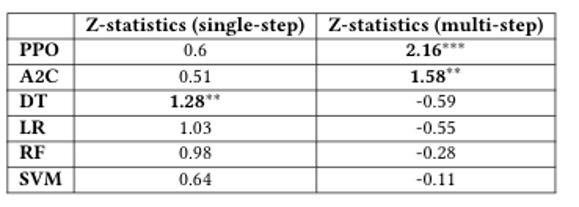 Z-statistics (single-step) Z-statistics (multi-step)
PPO 0.6 2.16***
A2C 0.51 1.58**
DT 1.28** -0.59
LR 1.03 -0.55
RF 0.98 -0.28
SVM 0.64 -0.11